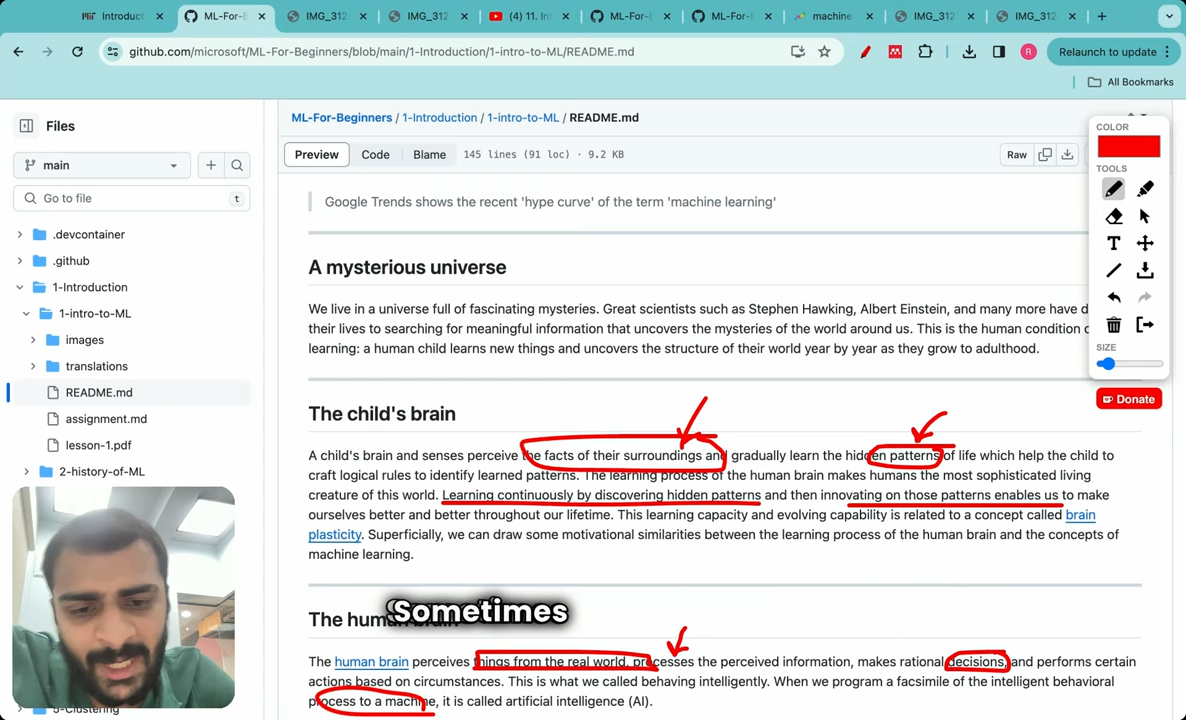 Introduct
ML-For-B
IMG_312
IMG_312
(4) 11. In
ML-For-B
ML-For-B
machine
IMG_312
IMG_312
github.com/microsoft/ML-For-Beginners/blob/main/1-Introduction/1-intro-to-ML/README.md
R
Relaunch to update
All Bookmarks
Files
main
Go to file
t
.devcontainer
.github
1-Introduction
1-intro-to-ML
images
translations
README.md
assignment.md
lesson-1.pdf
2-history-of-ML
5-Clustering
ML-For-Beginners / 1-Introduction / 1-intro-to-ML / README.md
Preview Code Blame 145 lines (91 loc) · 9.2 KB
Raw
Google Trends shows the recent 'hype curve' of the term 'machine learning'
A mysterious universe
We live in a universe full of fascinating mysteries. Great scientists such as Stephen Hawking, Albert Einstein, and many more have d
their lives to searching for meaningful information that uncovers the mysteries of the world around us. This is the human condition o
learning: a human child learns new things and uncovers the structure of their world year by year as they grow to adulthood.
The child's brain
A child's brain and senses perceive the facts of their surroundings and gradually learn the hidden patterns of life which help the child to
craft logical rules to identify learned patterns. The learning process of the human brain makes humans the most sophisticated living
creature of this world. Learning continuously by discovering hidden patterns and then innovating on those patterns enables us to make
ourselves better and better throughout our lifetime. This learning capacity and evolving capability is related to a concept called brain
plasticity. Superficially, we can draw some motivational similarities between the learning process of the human brain and the concepts of
machine learning.
The human brain
Sometimes
The human brain perceives things from the real world, processes the perceived information, makes rational decisions, and performs certain
actions based on circumstances. This is what we called behaving intelligently. When we program a facsimile of the intelligent behavioral
process to a machine, it is called artificial intelligence (AI).
COLOR
TOOLS
T
SIZE
Donate